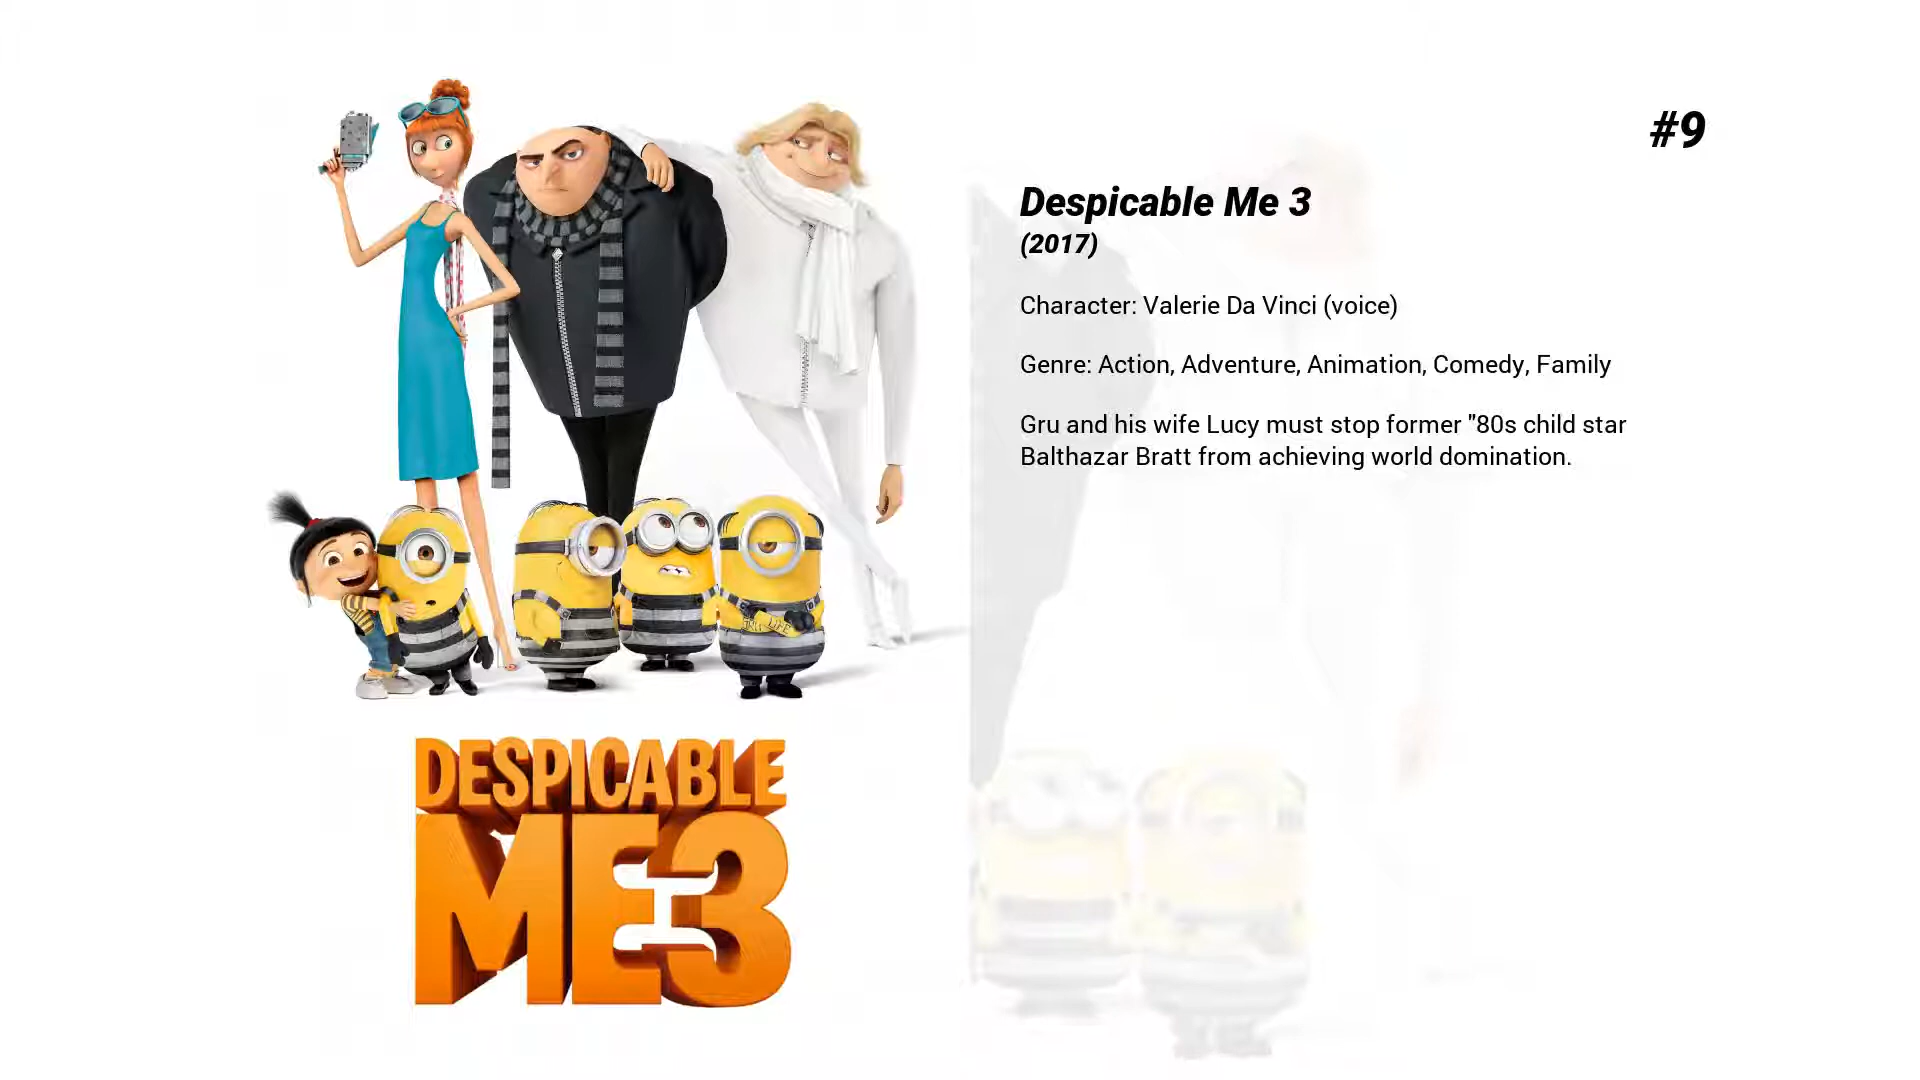 #9
Despicable Me 3
(2017)
Character: Valerie Da Vinci (voice)
Genre: Action, Adventure, Animation, Comedy, Family
Gru and his wife Lucy must stop former "80s child star
Balthazar Bratt from achieving world domination.
DESPICABLE
ME3